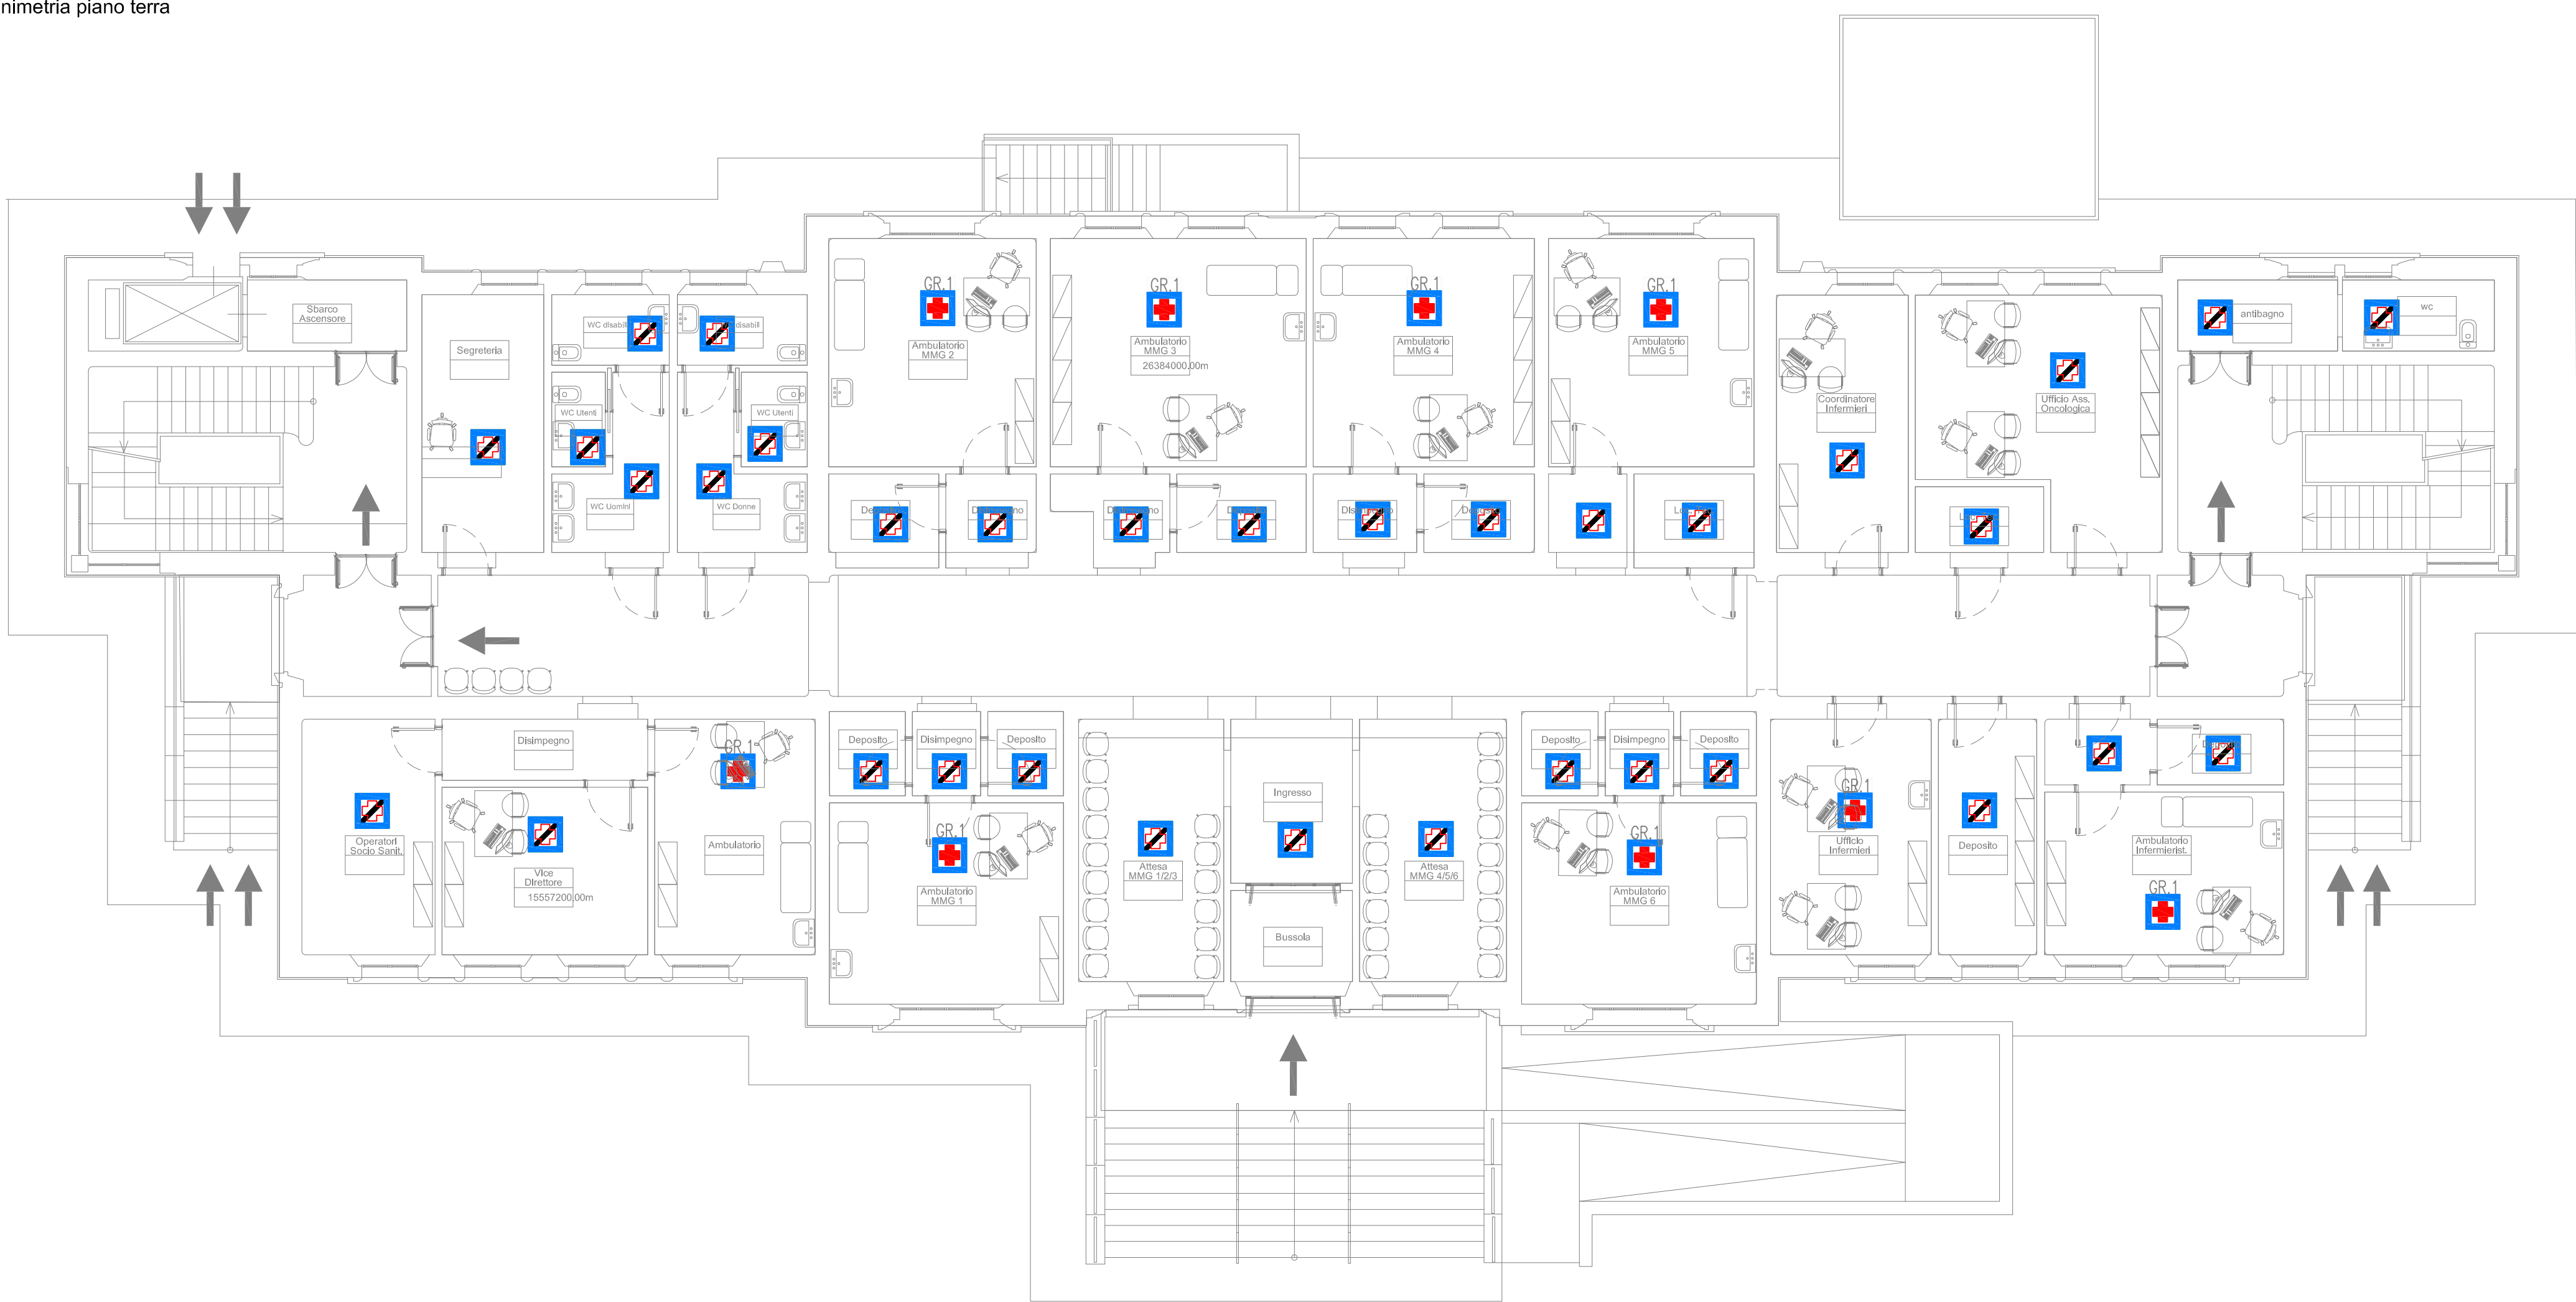 nimetria piano terra
Sbarco
Ascensore
Segreteria
WC disabili
disabili
WC Utenti
WC Utenti
WC Uomini
WC Donne
GR.1
Ambulatorio
MMG 2
GR.1
Ambulatorio
MMG 3
26384000.00m
GR.1
Ambulatorio
MMG 4
GR.1
Ambulatorio
MMG 5
Coordinatore
Infermieri
Ufficio Ass.
Oncologica
antibagno
WC
Disimpegno
GR.1
Operatori
Socio Sanit.
Vice
Direttore
15557200.00m
Ambulatorio
Deposito
Disimpegno
Deposito
GR.1
Ambulatorio
MMG 1
Attesa
MMG 1/2/3
Ingresso
Bussola
Attesa
MMG 4/5/6
Deposito
Disimpegno
Deposito
GR.1
Ambulatorio
MMG 6
GR.1
Ufficio
Infermieri
Deposito
Ambulatorio
Infermierist.
GR.1